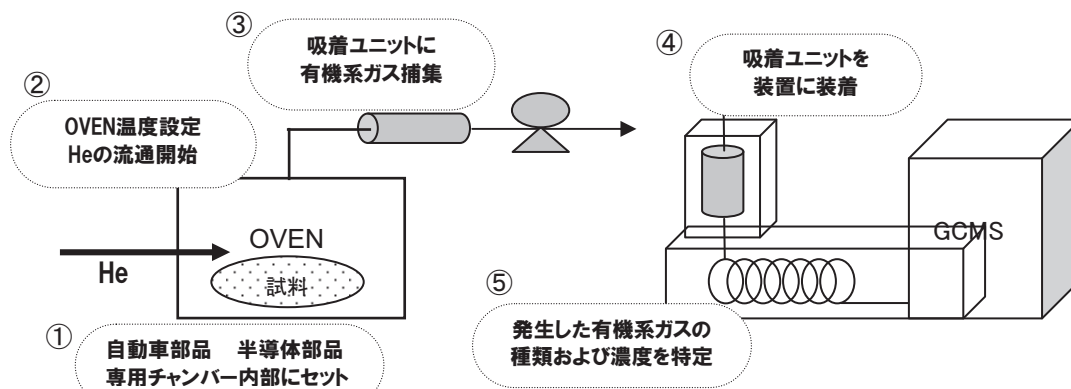 ③
吸着ユニットに
有機系ガス捕集
④
吸着ユニットを
装置に装着
②
OVEN温度設定
Heの流通開始
OVEN
He
試料
GCMS
⑤
発生した有機系ガスの
種類および濃度を特定
①
自動車部品 半導体部品
専用チャンバー内部にセット